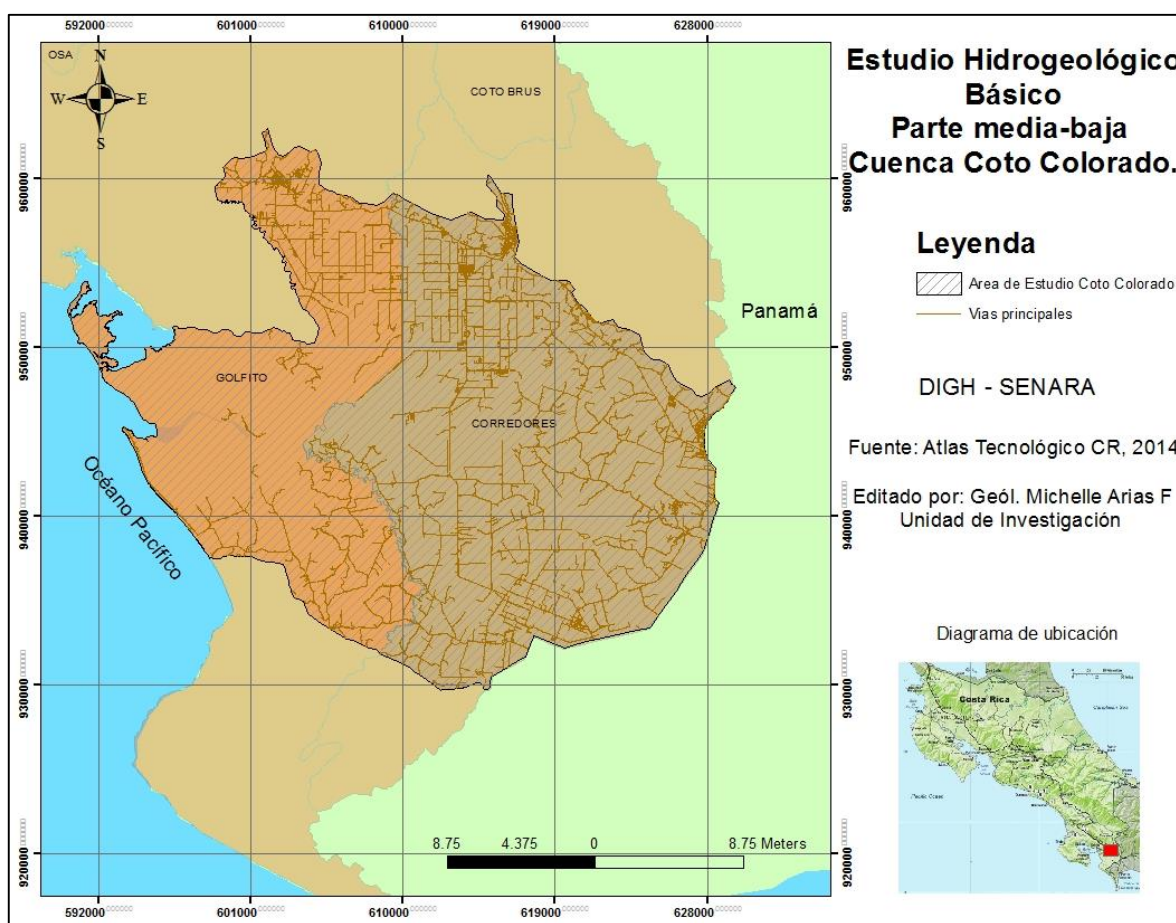 592000
601000
610000
619000
628000
OSA
N
W
E
S
COTO BRUS
960000
960000
950000
950000
940000
940000
930000
930000
920000
920000
Panamá
GOLFITO
CORREDORES
Océano Pacífico
8.75
4.375
0
8.75 Meters
592000
601000
610000
619000
628000
Estudio Hidrogeológico
Básico
Parte media-baja
Cuenca Coto Colorado.
Leyenda
Area de Estudio Coto Colorado
Vias principales
DIGH - SENARA
Fuente: Atlas Tecnológico CR, 2014
Editado por: Geól. Michelle Arias F
Unidad de Investigación
Diagrama de ubicación
Costa Rica